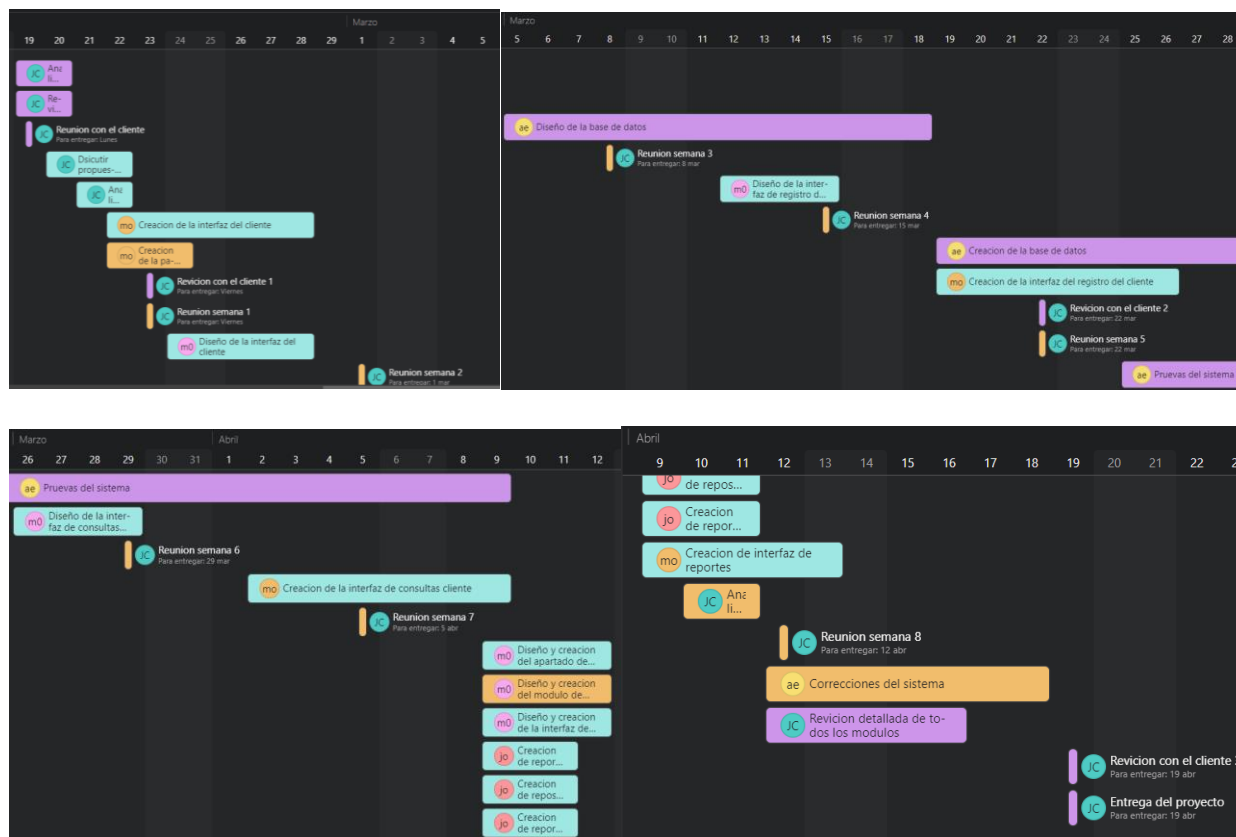 Marzo
19 20 21 22 23 24 25 26 27 28 29 1 2 3 4 5
JC Ana
li...
JC Re-
vi...
JC Reunion con el cliente
Para entregar: Lunes
JC Dsicutir
propues-...
JC Ana
li...
mo Creacion de la interfaz del cliente
mo Creacion
de la pa-...
JC Revicion con el cliente 1
Para entregar: Viernes
JC Reunion semana 1
Para entregar: Viernes
m0 Diseño de la interfaz del
cliente
JC Reunion semana 2
Para entregar: 1 mar
Marzo
5 6 7 8 9 10 11 12 13 14 15 16 17 18 19 20 21 22 23 24 25 26 27 28
ae Diseño de la base de datos
JC Reunion semana 3
Para entregar: 8 mar
m0 Diseño de la inter-
faz de registro d...
JC Reunion semana 4
Para entregar: 15 mar
ae Creacion de la base de datos
mo Creacion de la interfaz del registro del cliente
JC Revicion con el cliente 2
Para entregar: 22 mar
JC Reunion semana 5
Para entregar: 22 mar
ae Pruevas del sistema
Marzo Abril
26 27 28 29 30 31 1 2 3 4 5 6 7 8 9 10 11 12
ae Pruevas del sistema
m0 Diseño de la inter-
faz de consultas...
JC Reunion semana 6
Para entregar: 29 mar
mo Creacion de la interfaz de consultas cliente
JC Reunion semana 7
Para entregar: 5 abr
m0 Diseño y creacion
del apartado de...
m0 Diseño y creacion
del modulo de...
m0 Diseño y creacion
de la interfaz de...
jo Creacion
de repor...
jo Creacion
de repos...
jo Creacion
de repor...
Abril
9 10 11 12 13 14 15 16 17 18 19 20 21 22
jo de repos...
jo Creacion
de repor...
mo Creacion de interfaz de
reportes
JC Ana
li...
JC Reunion semana 8
Para entregar: 12 abr
ae Correcciones del sistema
JC Revicion detallada de to-
dos los modulos
JC Revicion con el cliente
Para entregar: 19 abr
JC Entrega del proyecto
Para entregar: 19 abr